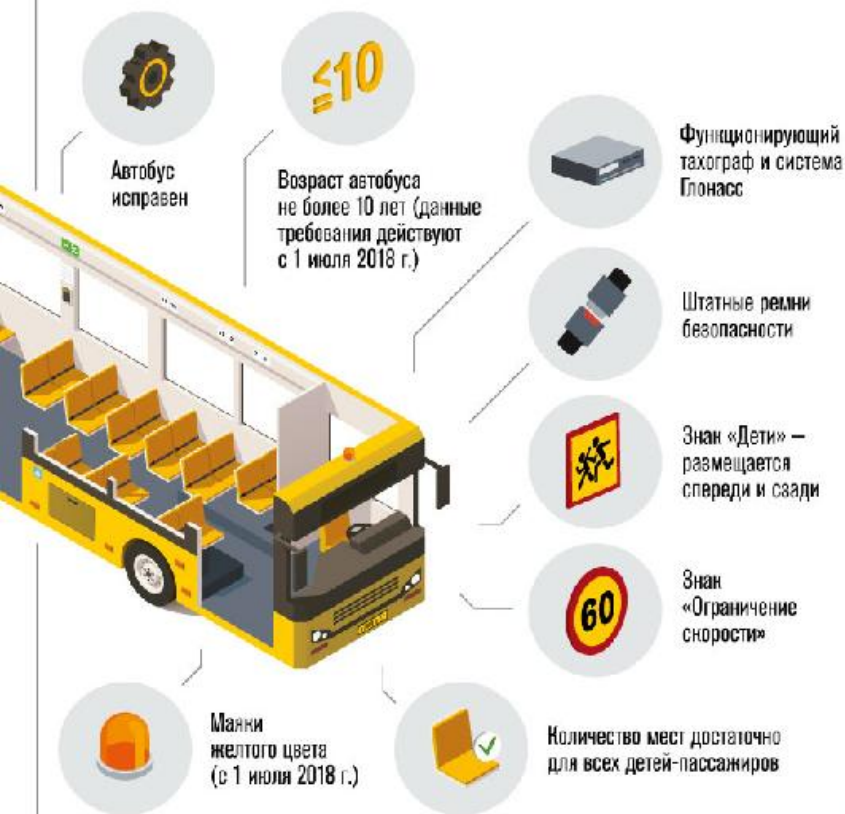 ≤10
Автобус
исправен
Возраст автобуса
не более 10 лет (данные
требования действуют
с 1 июля 2018 г.)
Функционирующий
тахограф и система
Глонасс
Штатные ремни
безопасности
Знак «Дети» –
размещается
спереди и сзади
60
Знак
«Ограничение
скорости»
Маяки
желтого цвета
(с 1 июля 2018 г.)
Количество мест достаточно
для всех детей-пассажиров